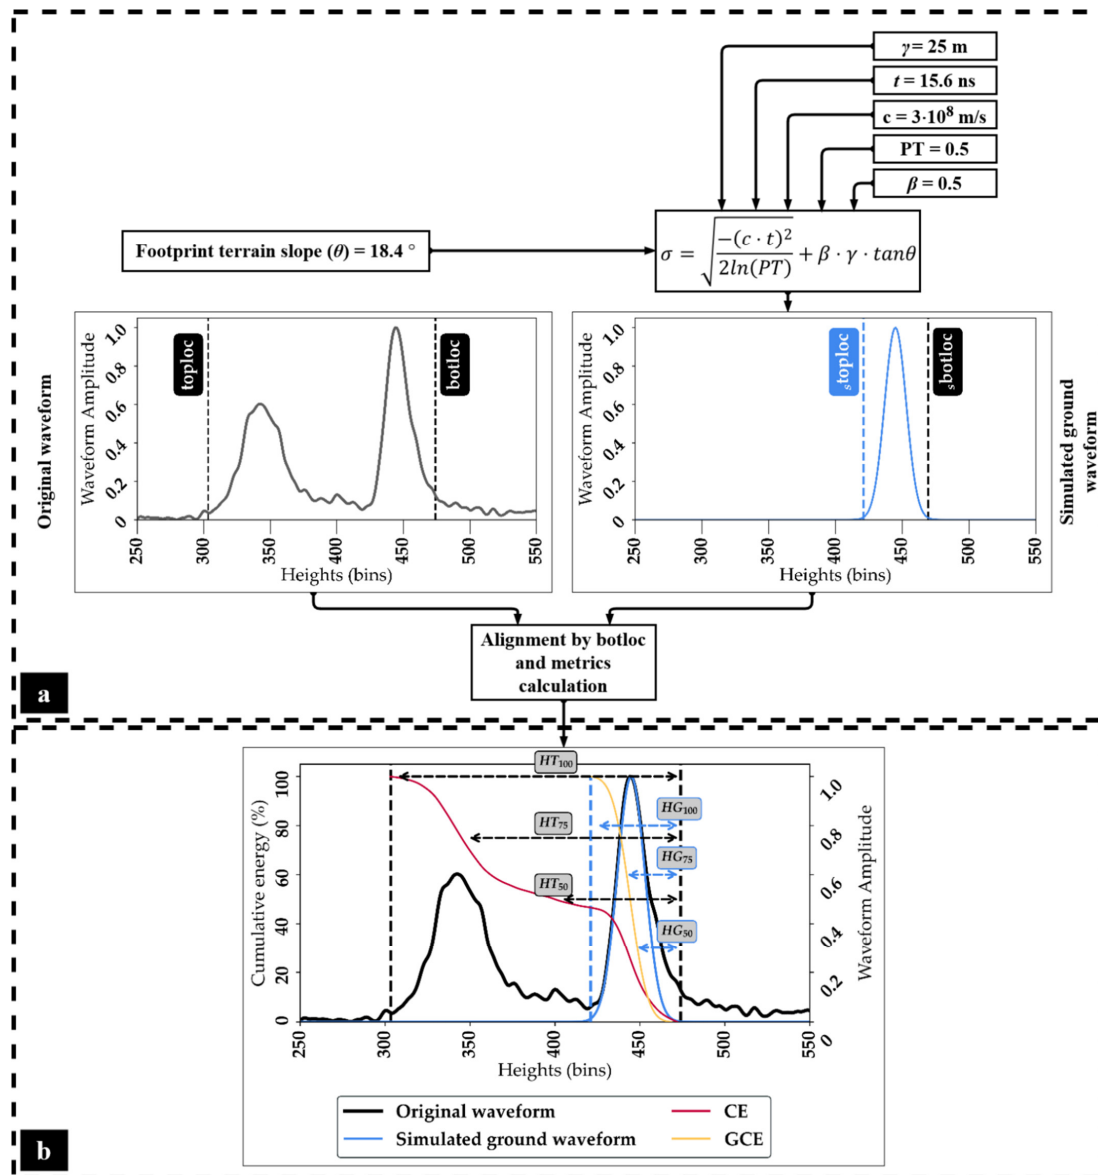 γ = 25 m
t = 15.6 ns
c = 3·10⁸ m/s
PT = 0.5
β = 0.5
Footprint terrain slope (θ) = 18.4 °
σ = √(−(c · t)² / 2ln(PT)) + β · γ · tanθ
Original waveform
Waveform Amplitude
1.0
0.8
0.6
0.4
0.2
0
toploc
botloc
250
300
350
400
450
500
550
Heights (bins)
Waveform Amplitude
1.0
0.8
0.6
0.4
0.2
0
ₛtoploc
ₛbotloc
250
300
350
400
450
500
550
Heights (bins)
Simulated ground
waveform
Alignment by botloc
and metrics
calculation
a
Cumulative energy (%)
100
80
60
40
20
0
HT₁₀₀
HG₁₀₀
HT₇₅
HG₇₅
HT₅₀
HG₅₀
1.0
0.8
0.6
0.4
0.2
0
Waveform Amplitude
250
300
350
400
450
500
550
Heights (bins)
Original waveform
CE
Simulated ground waveform
GCE
b